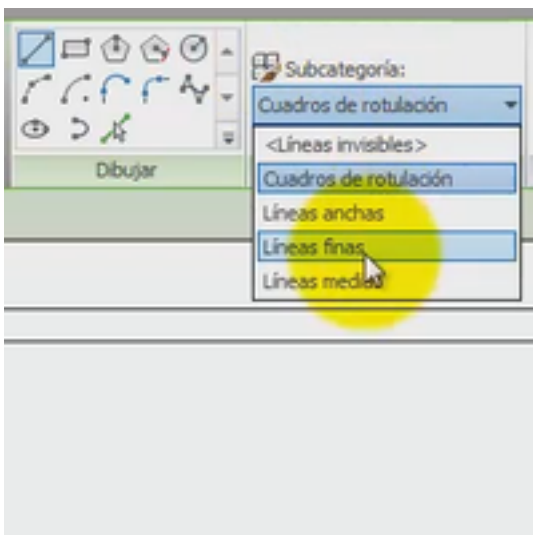 Subcategoría:
Cuadros de rotulación
<Líneas invisibles>
Cuadros de rotulación
Líneas anchas
Líneas finas
Líneas medias
Dibujar